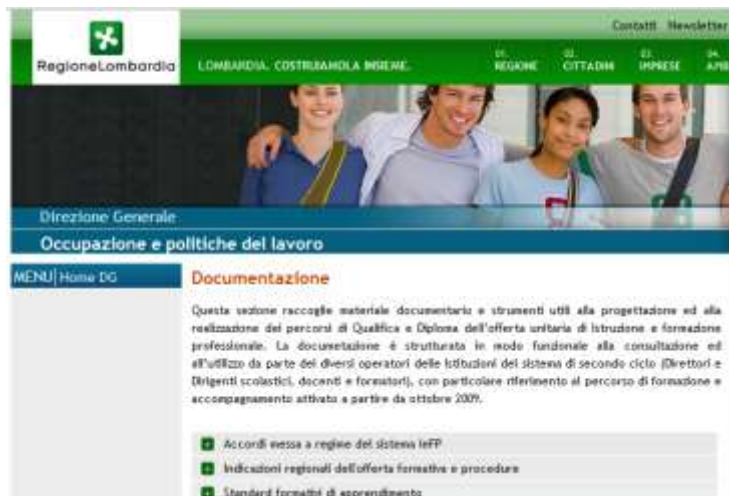 Contatti Newsletter
RegioneLombardia
LOMBARDIA. COSTRUIAMOLA INSIEME.
01. REGIONE
02. CITTADINI
03. IMPRESE
04. AMB
Direzione Generale
Occupazione e politiche del lavoro
MENU| Home DG
Documentazione
Questa sezione raccoglie materiale documentario e strumenti utili alla progettazione ed alla
realizzazione dei percorsi di Qualifica e Diploma dell'offerta unitaria di istruzione e formazione
professionale. La documetazione è strutturata in modo funzionale alla consultazione ed
all'utilizzo da parte dei diversi operatori delle Istituzioni del sistema di secondo ciclo (Direttori e
Dirigenti scolastici, docenti e formatori), con particolare riferimento al percorso di formazione e
accompagnamento attivato a partire da ottobre 2009.
Accordi messa a regime del sistema IeFP
Indicazioni regionali dell'offerta formativa e procedure
Standard formativi di apprendimento